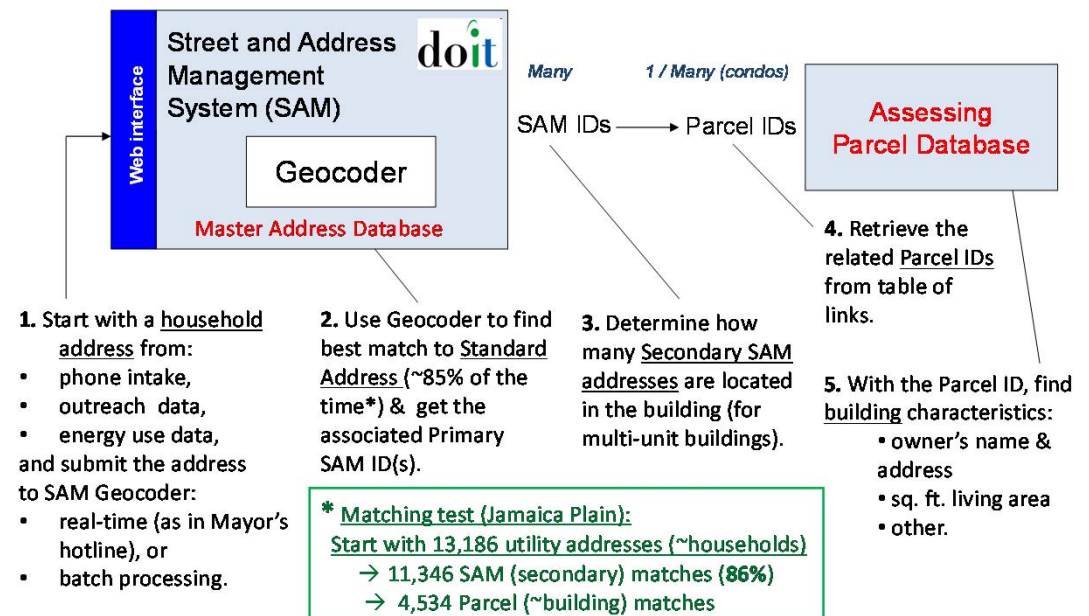 Web interface
Street and Address
Management
System (SAM)
doit
Geocoder
Master Address Database
Many
1 / Many (condos)
SAM IDs
Parcel IDs
Assessing
Parcel Database
1. Start with a household
address from:
• phone intake,
• outreach data,
• energy use data,
and submit the address
to SAM Geocoder:
• real-time (as in Mayor's
hotline), or
• batch processing.
2. Use Geocoder to find
best match to Standard
Address (~85% of the
time*) & get the
associated Primary
SAM ID(s).
3. Determine how
many Secondary SAM
addresses are located
in the building (for
multi-unit buildings).
4. Retrieve the
related Parcel IDs
from table of
links.
5. With the Parcel ID, find
building characteristics:
• owner's name &
address
• sq. ft. living area
• other.
* Matching test (Jamaica Plain):
Start with 13,186 utility addresses (~households)
→ 11,346 SAM (secondary) matches (86%)
→ 4,534 Parcel (~building) matches